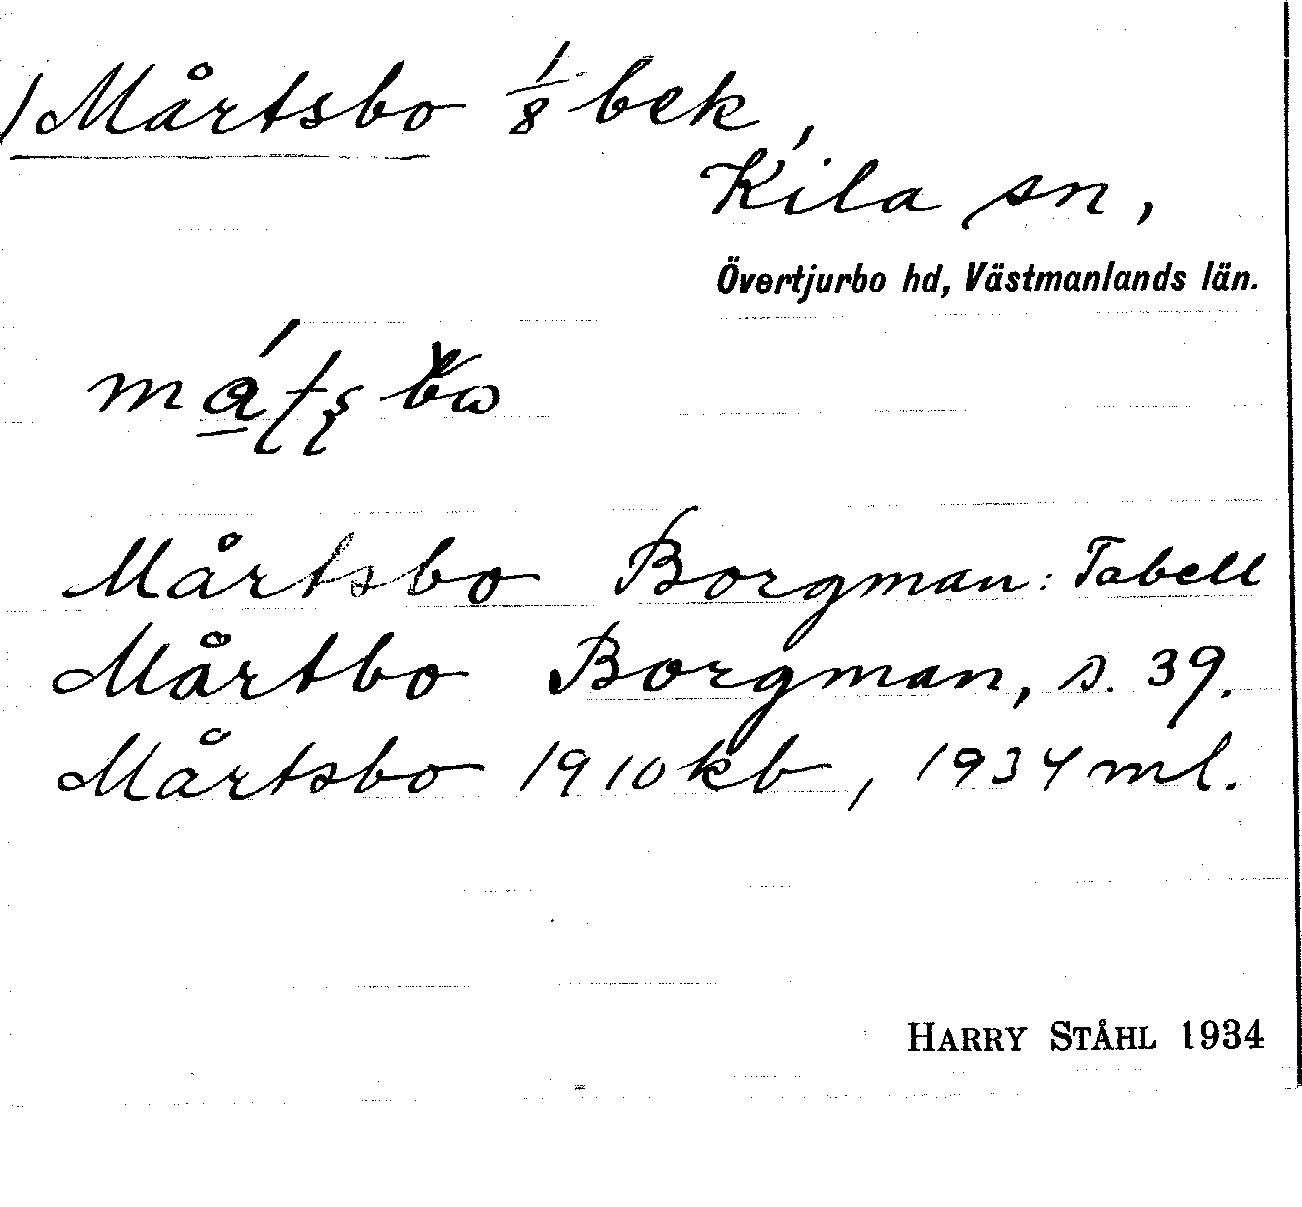 / Mårtsbo 1/8 bek,
Kila sn,
Övertjurbo hd, Västmanlands län.
Mårtsbo Borgman: Tabell
Mårtbo Borgman, s. 39.
Mårtsbo 1910 kb, 1934 ml.
HARRY STÅHL 1934